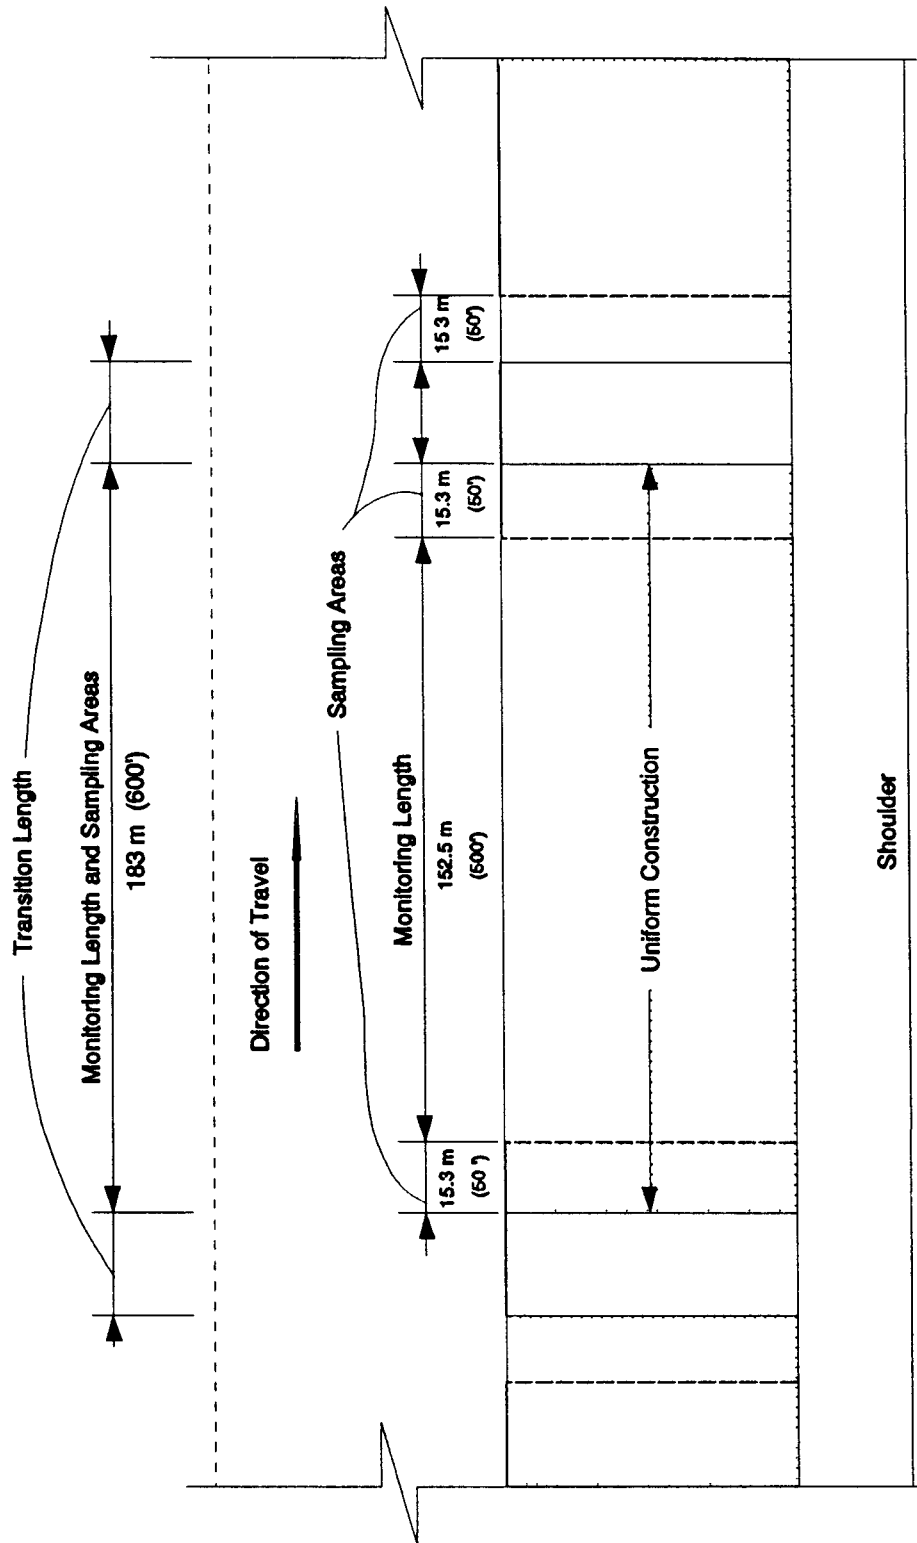 Transition Length
Monitoring Length and Sampling Areas
183 m (600')
Direction of Travel
Sampling Areas
Monitoring Length
15.3 m
(50')
152.5 m
(500')
15.3 m
(50')
15 3 m
(50')
Uniform Construction
Shoulder